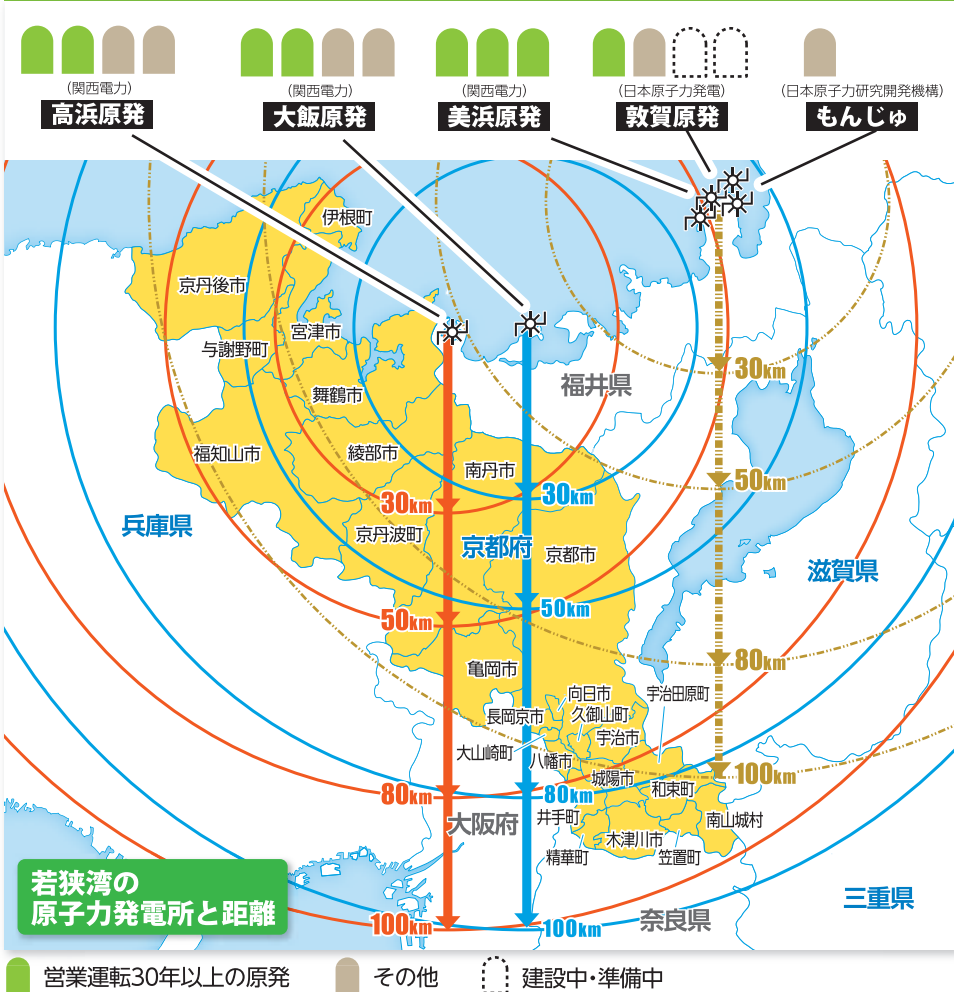 (関西電力)
高浜原発
(関西電力)
大飯原発
(関西電力)
美浜原発
(日本原子力発電)
敦賀原発
(日本原子力研究開発機構)
もんじゅ
伊根町
京丹後市
宮津市
与謝野町
舞鶴市
福井県
30km
福知山市
綾部市
南丹市
50km
30km
30km
兵庫県
京丹波町
京都府
京都市
滋賀県
50km
50km
80km
亀岡市
向日市
宇治田原町
長岡京市
久御山町
宇治市
大山崎町
八幡市
城陽市
100km
和束町
80km
80km
大阪府
井手町
南山城村
木津川市
精華町
笠置町
若狭湾の
原子力発電所と距離
三重県
奈良県
100km
100km
営業運転30年以上の原発
その他
建設中・準備中